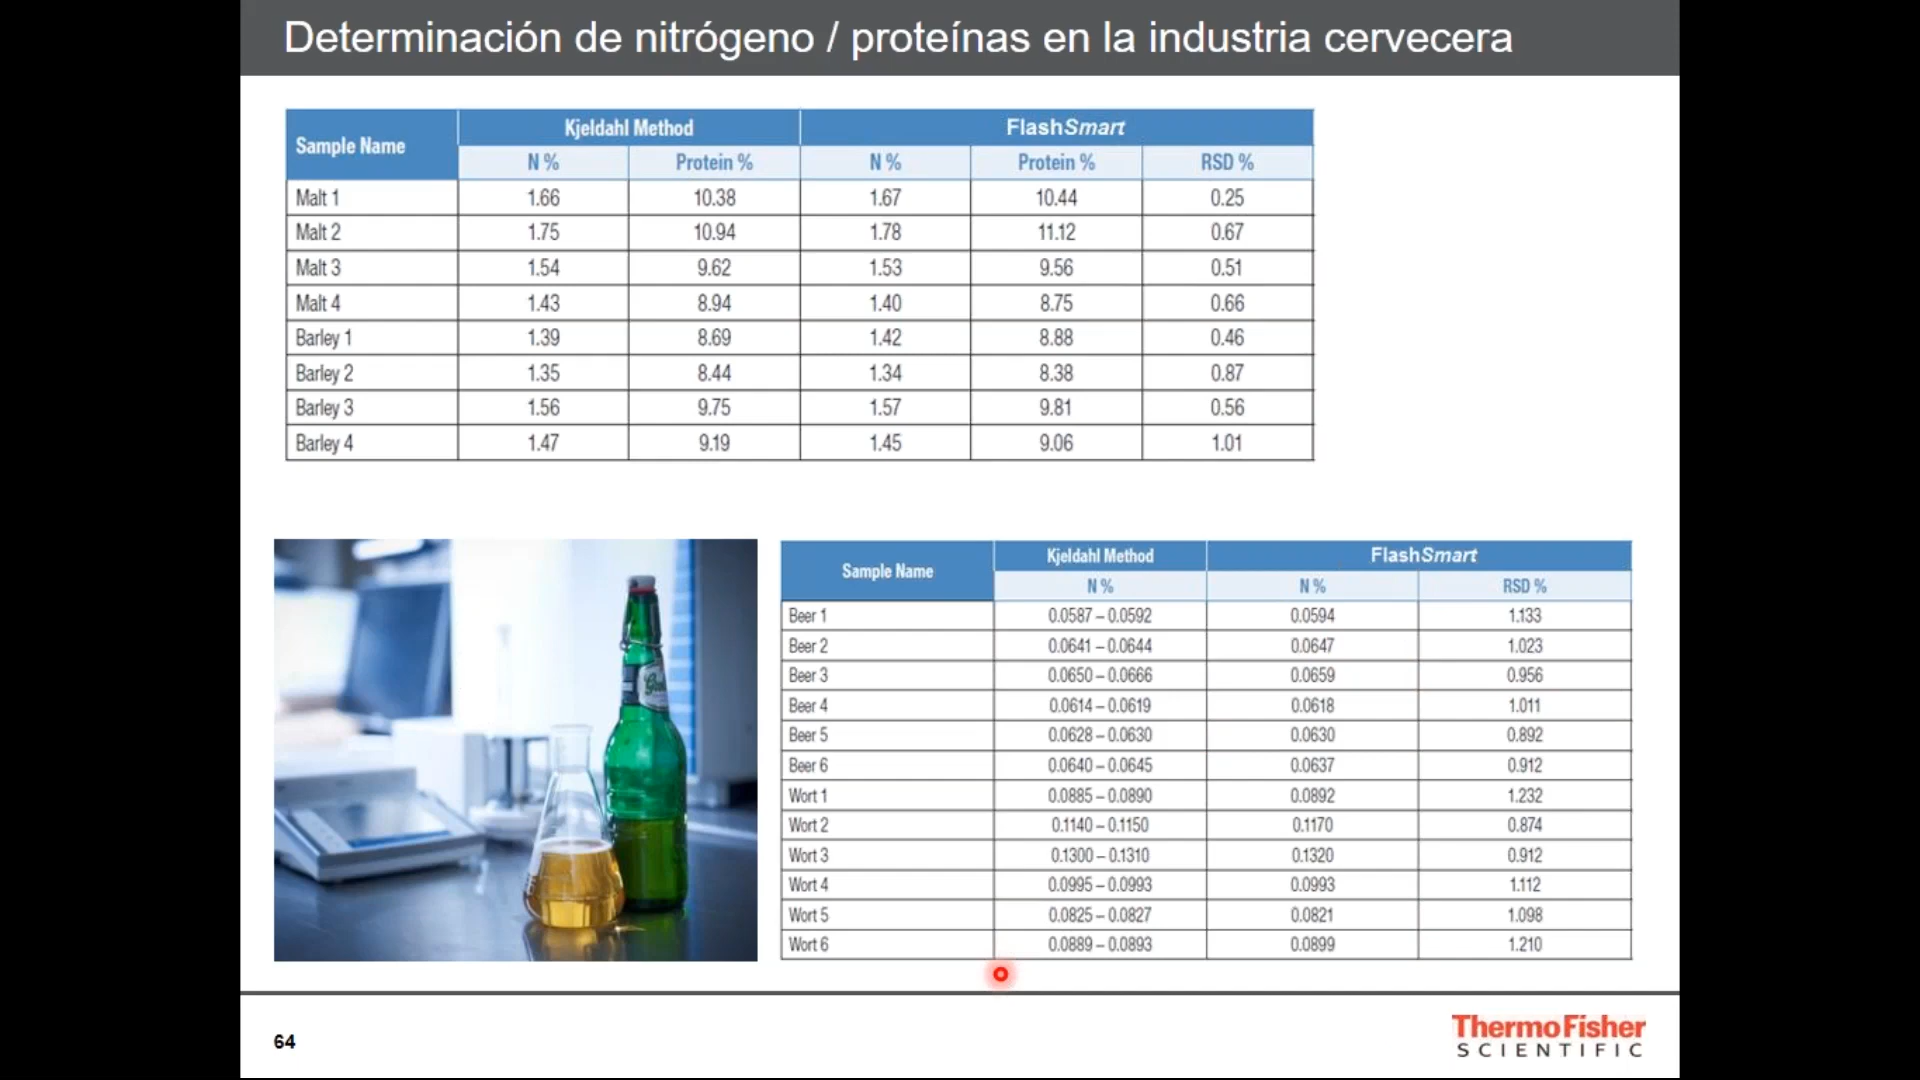 Determinación de nitrógeno / proteínas en la industria cervecera
Sample Name Kjeldahl Method FlashSmart
N % Protein % N % Protein % RSD %
Malt 1 1.66 10.38 1.67 10.44 0.25
Malt 2 1.75 10.94 1.78 11.12 0.67
Malt 3 1.54 9.62 1.53 9.56 0.51
Malt 4 1.43 8.94 1.40 8.75 0.66
Barley 1 1.39 8.69 1.42 8.88 0.46
Barley 2 1.35 8.44 1.34 8.38 0.87
Barley 3 1.56 9.75 1.57 9.81 0.56
Barley 4 1.47 9.19 1.45 9.06 1.01
Sample Name Kjeldahl Method FlashSmart
N % N % RSD %
Beer 1 0.0587 – 0.0592 0.0594 1.133
Beer 2 0.0641 – 0.0644 0.0647 1.023
Beer 3 0.0650 – 0.0666 0.0659 0.956
Beer 4 0.0614 – 0.0619 0.0618 1.011
Beer 5 0.0628 – 0.0630 0.0630 0.892
Beer 6 0.0640 – 0.0645 0.0637 0.912
Wort 1 0.0885 – 0.0890 0.0892 1.232
Wort 2 0.1140 – 0.1150 0.1170 0.874
Wort 3 0.1300 – 0.1310 0.1320 0.912
Wort 4 0.0995 – 0.0993 0.0993 1.112
Wort 5 0.0825 – 0.0827 0.0821 1.098
Wort 6 0.0889 – 0.0893 0.0899 1.210
64
ThermoFisher
SCIENTIFIC